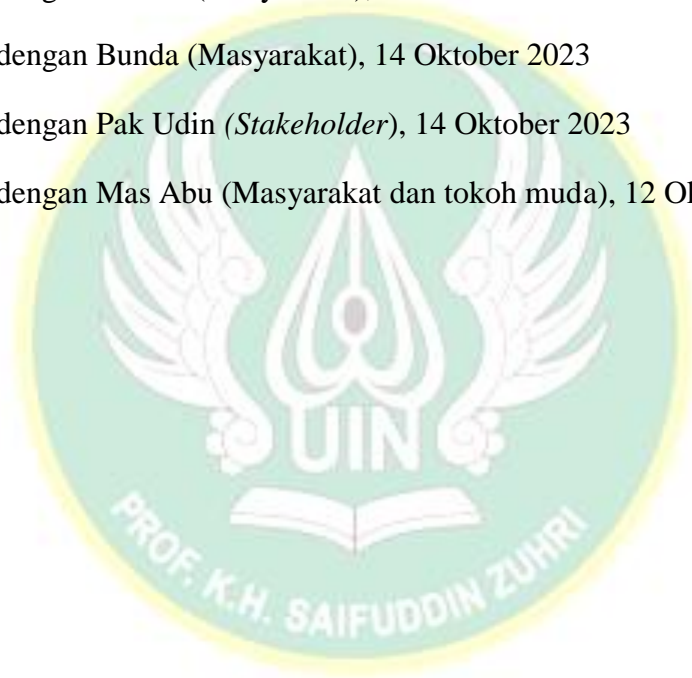 dengan Bunda (Masyarakat), 14 Oktober 2023
dengan Pak Udin (Stakeholder), 14 Oktober 2023
dengan Mas Abu (Masyarakat dan tokoh muda), 12
UIN
PROF. K.H. SAIFUDDIN ZUHRI